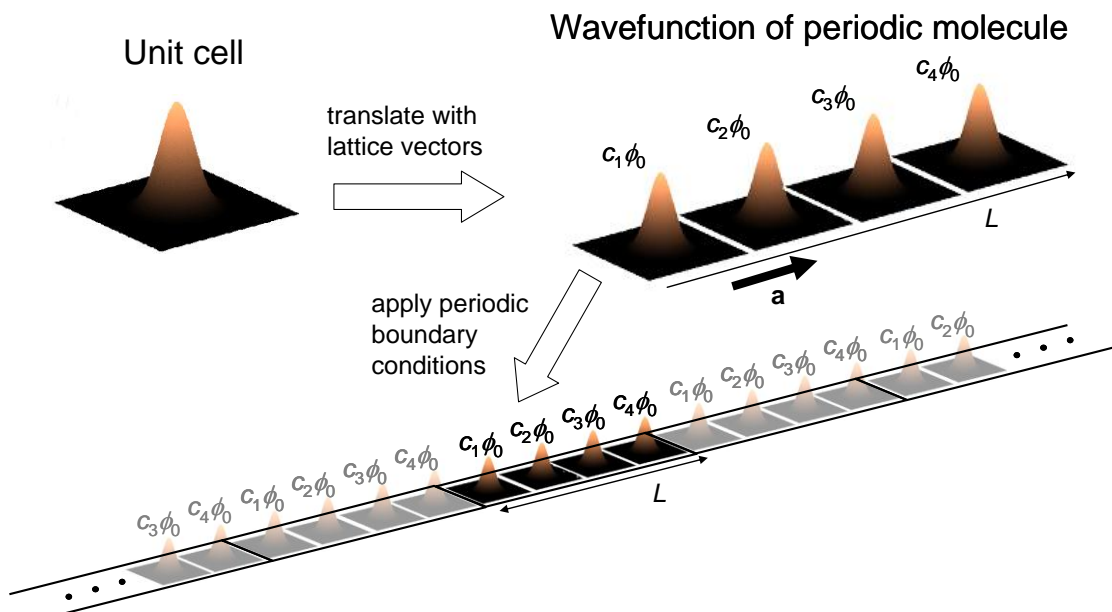 Unit cell
Wavefunction of periodic molecule
translate with
lattice vectors
c₁ϕ₀
c₂ϕ₀
c₃ϕ₀
c₄ϕ₀
L
a
apply periodic
boundary
conditions
c₃ϕ₀
c₄ϕ₀
c₁ϕ₀
c₂ϕ₀
c₃ϕ₀
c₄ϕ₀
c₁ϕ₀
c₂ϕ₀
c₃ϕ₀
c₄ϕ₀
c₁ϕ₀
c₂ϕ₀
c₃ϕ₀
c₄ϕ₀
c₁ϕ₀
c₂ϕ₀
L